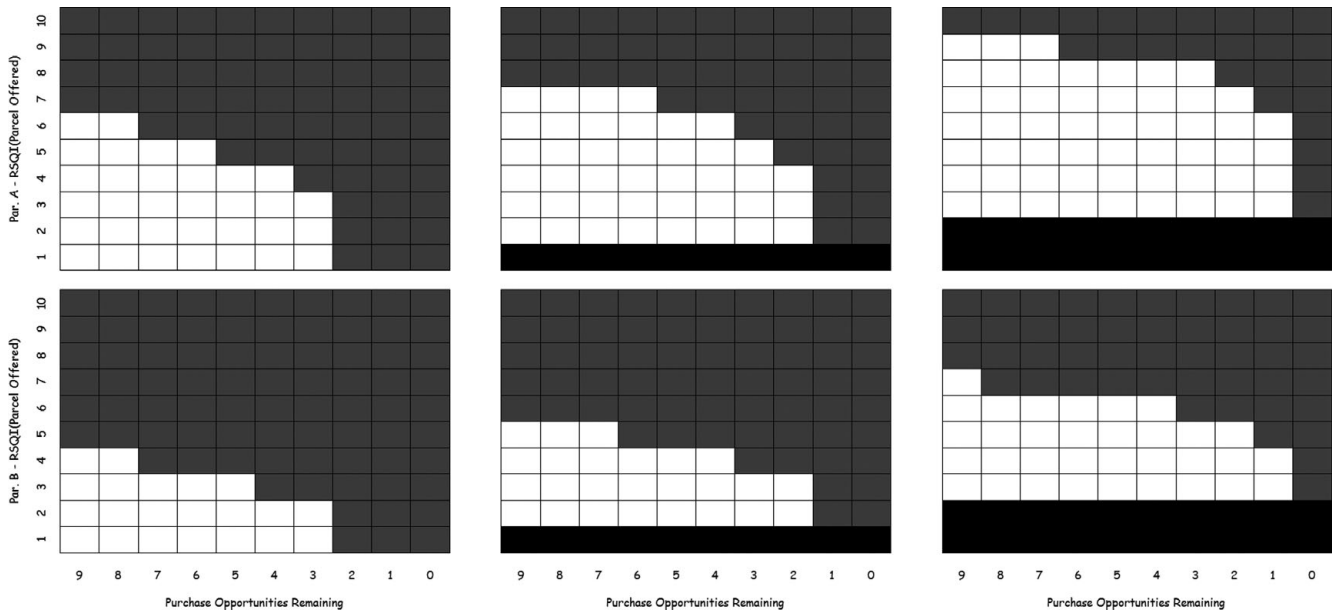 Par. A - RSQI(Parcel Offered)
10
9
8
7
6
5
4
3
2
1
Par. B - RSQI(Parcel Offered)
10
9
8
7
6
5
4
3
2
1
9 8 7 6 5 4 3 2 1 0
9 8 7 6 5 4 3 2 1 0
9 8 7 6 5 4 3 2 1 0
Purchase Opportunities Remaining
Purchase Opportunities Remaining
Purchase Opportunities Remaining